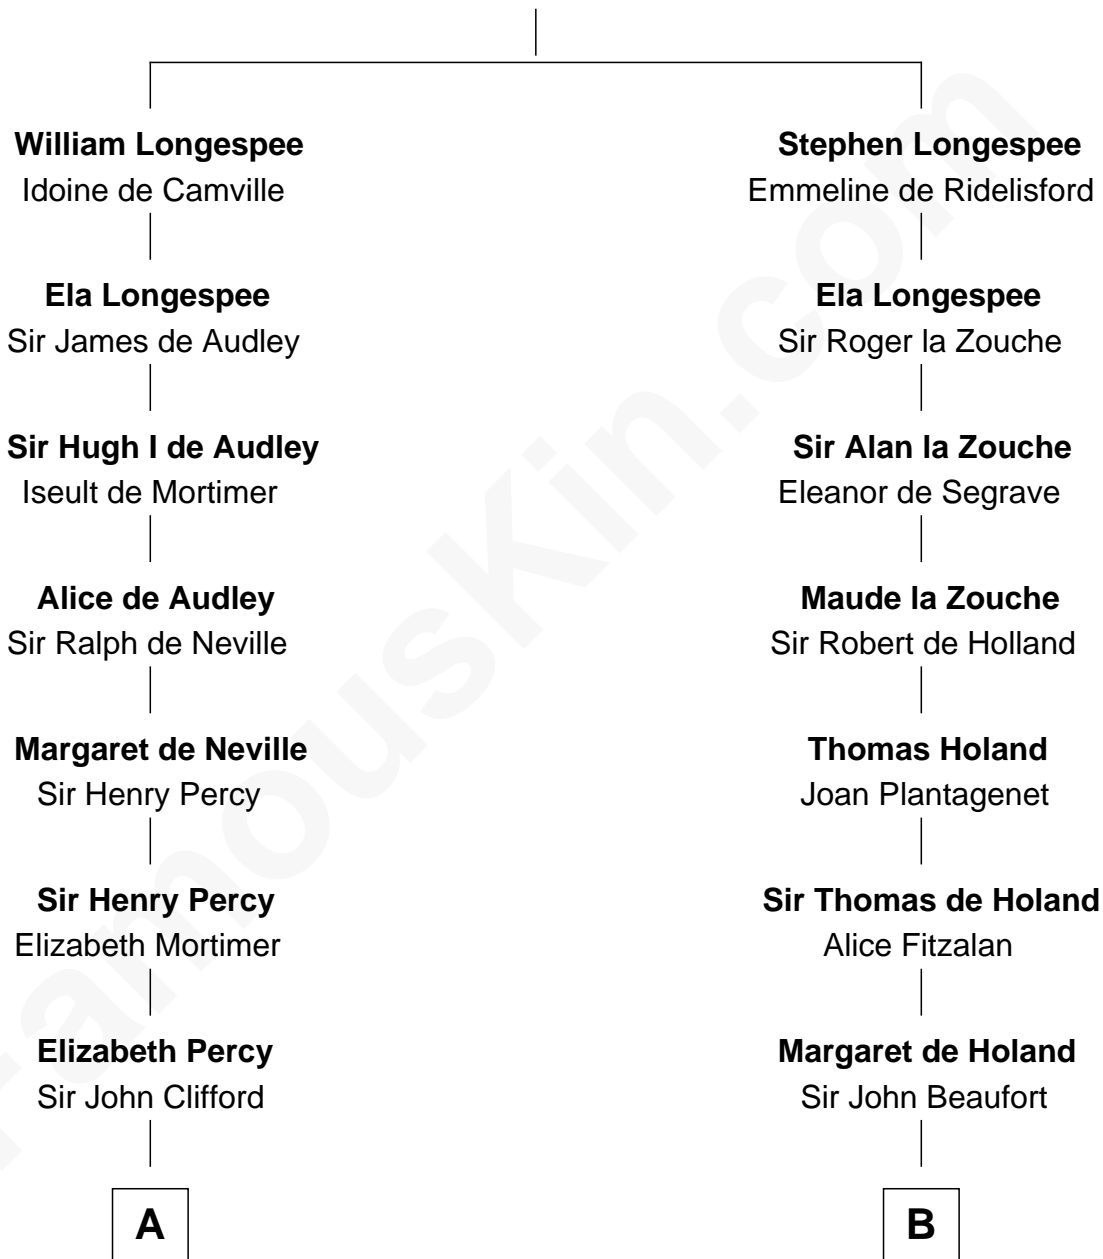 William Longespee
Idoine de Camville
Ela Longespee
Sir James de Audley
Sir Hugh I de Audley
Iseult de Mortimer
Alice de Audley
Sir Ralph de Neville
Margaret de Neville
Sir Henry Percy
Sir Henry Percy
Elizabeth Mortimer
Elizabeth Percy
Sir John Clifford
A
Stephen Longespee
Emmeline de Ridelisford
Ela Longespee
Sir Roger la Zouche
Sir Alan la Zouche
Eleanor de Segrave
Maude la Zouche
Sir Robert de Holland
Thomas Holand
Joan Plantagenet
Sir Thomas de Holand
Alice Fitzalan
Margaret de Holand
Sir John Beaufort
B
FamousKin.com